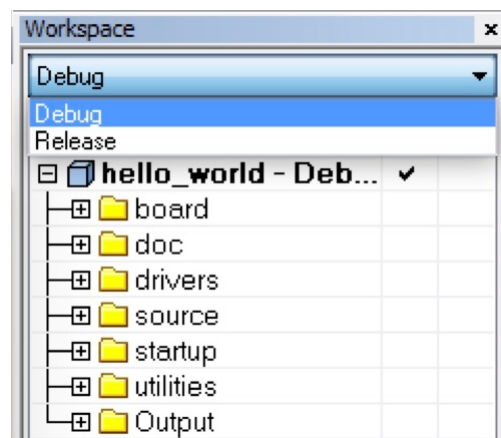 Workspace
Debug
Debug
Release
hello_world - Deb...
board
doc
drivers
source
startup
utilities
Output